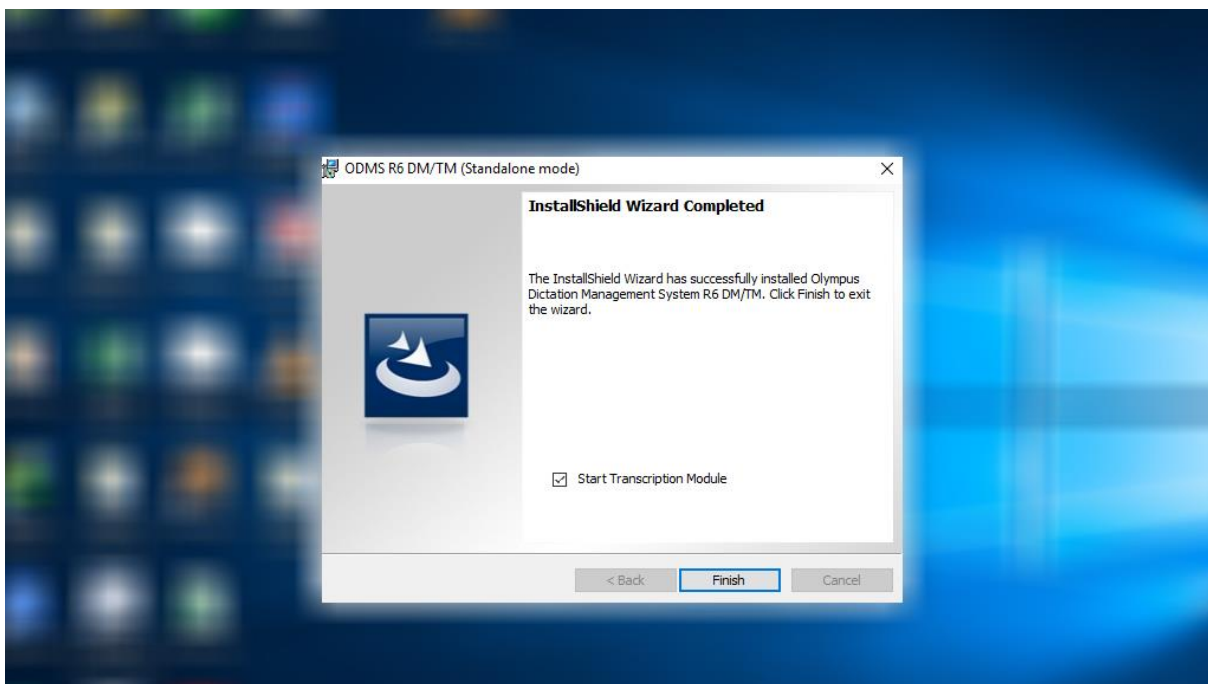 ODMS R6 DM/TM (Standalone mode)
InstallShield Wizard Completed
The InstallShield Wizard has successfully installed Olympus
Dictation Management System R6 DM/TM. Click Finish to exit
the wizard.
Start Transcription Module
< Back Finish Cancel